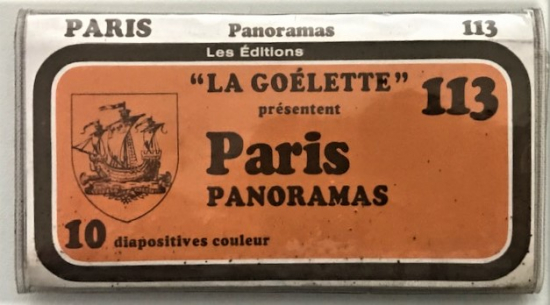 PARIS Panoramas 113
Les Éditions
“LA GOÉLETTE”
présentent
113
Paris
PANORAMAS
10 diapositives couleur